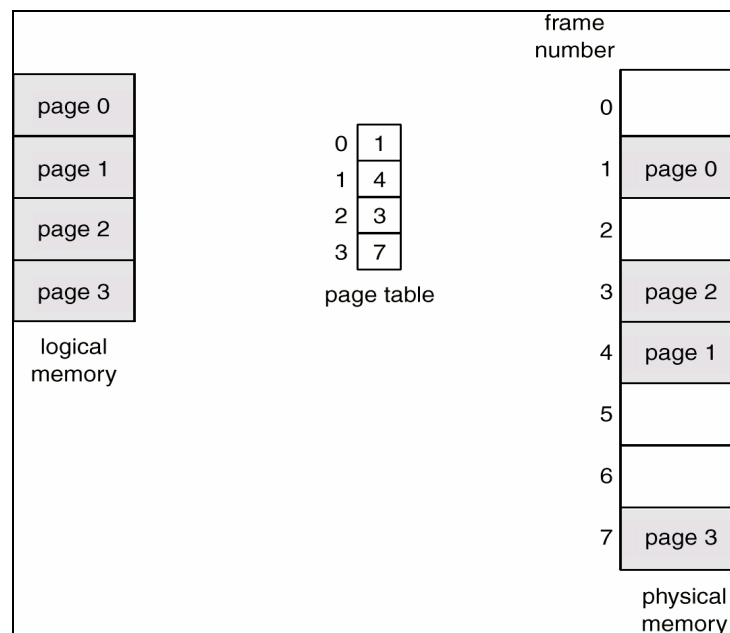 frame
number
page 0
page 1
page 2
page 3
logical
memory
0 1
1 4
2 3
3 7
page table
0
1 page 0
2
3 page 2
4 page 1
5
6
7 page 3
physical
memory